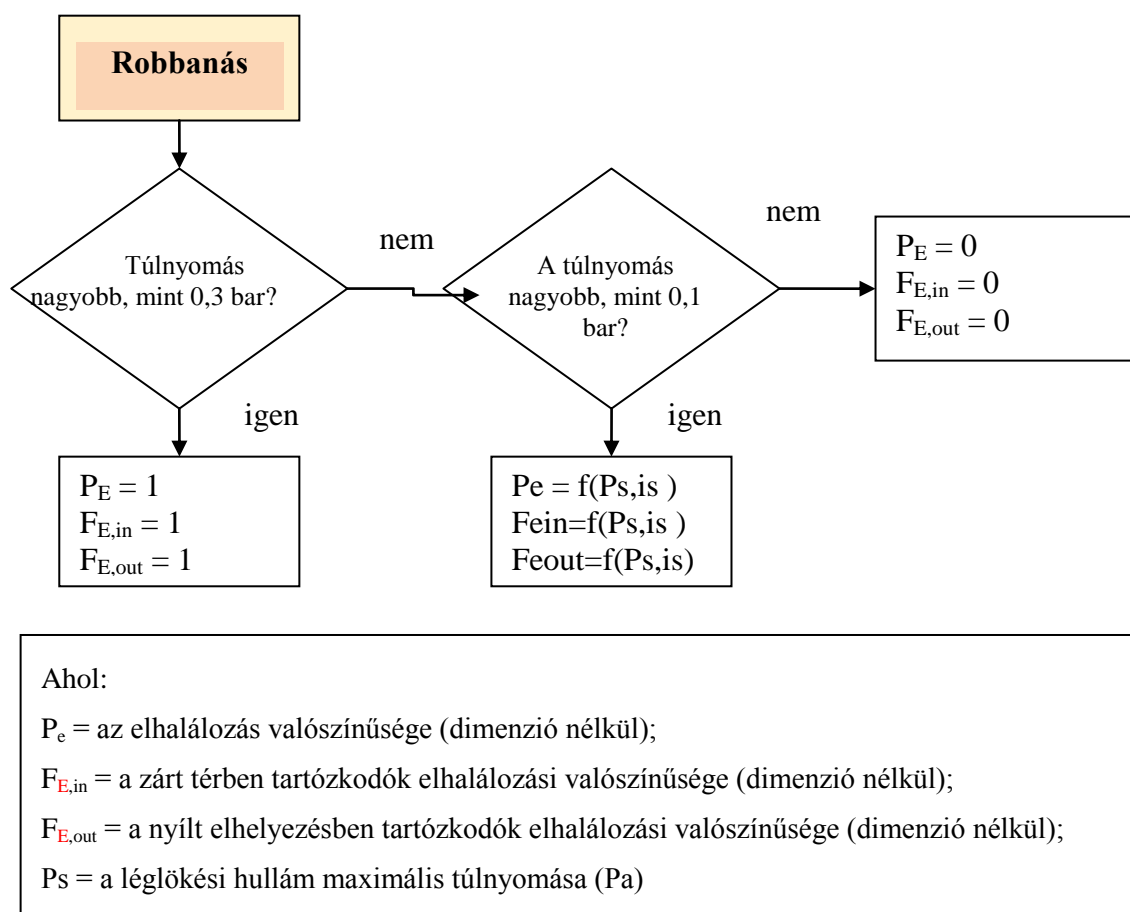 Robbanás
Túlnyomás
nagyobb, mint 0,3 bar?
nem
A túlnyomás
nagyobb, mint 0,1
bar?
nem
P_E = 0
F_E,in = 0
F_E,out = 0
igen
igen
P_E = 1
F_E,in = 1
F_E,out = 1
Pe = f(Ps,is )
Fein=f(Ps,is )
Feout=f(Ps,is)
Ahol:
P_e = az elhalálozás valószínűsége (dimenzió nélkül);
F_E,in = a zárt térben tartózkodók elhalálozási valószínűsége (dimenzió nélkül);
F_E,out = a nyílt elhelyezésben tartózkodók elhalálozási valószínűsége (dimenzió nélkül);
Ps = a léglökési hullám maximális túlnyomása (Pa)